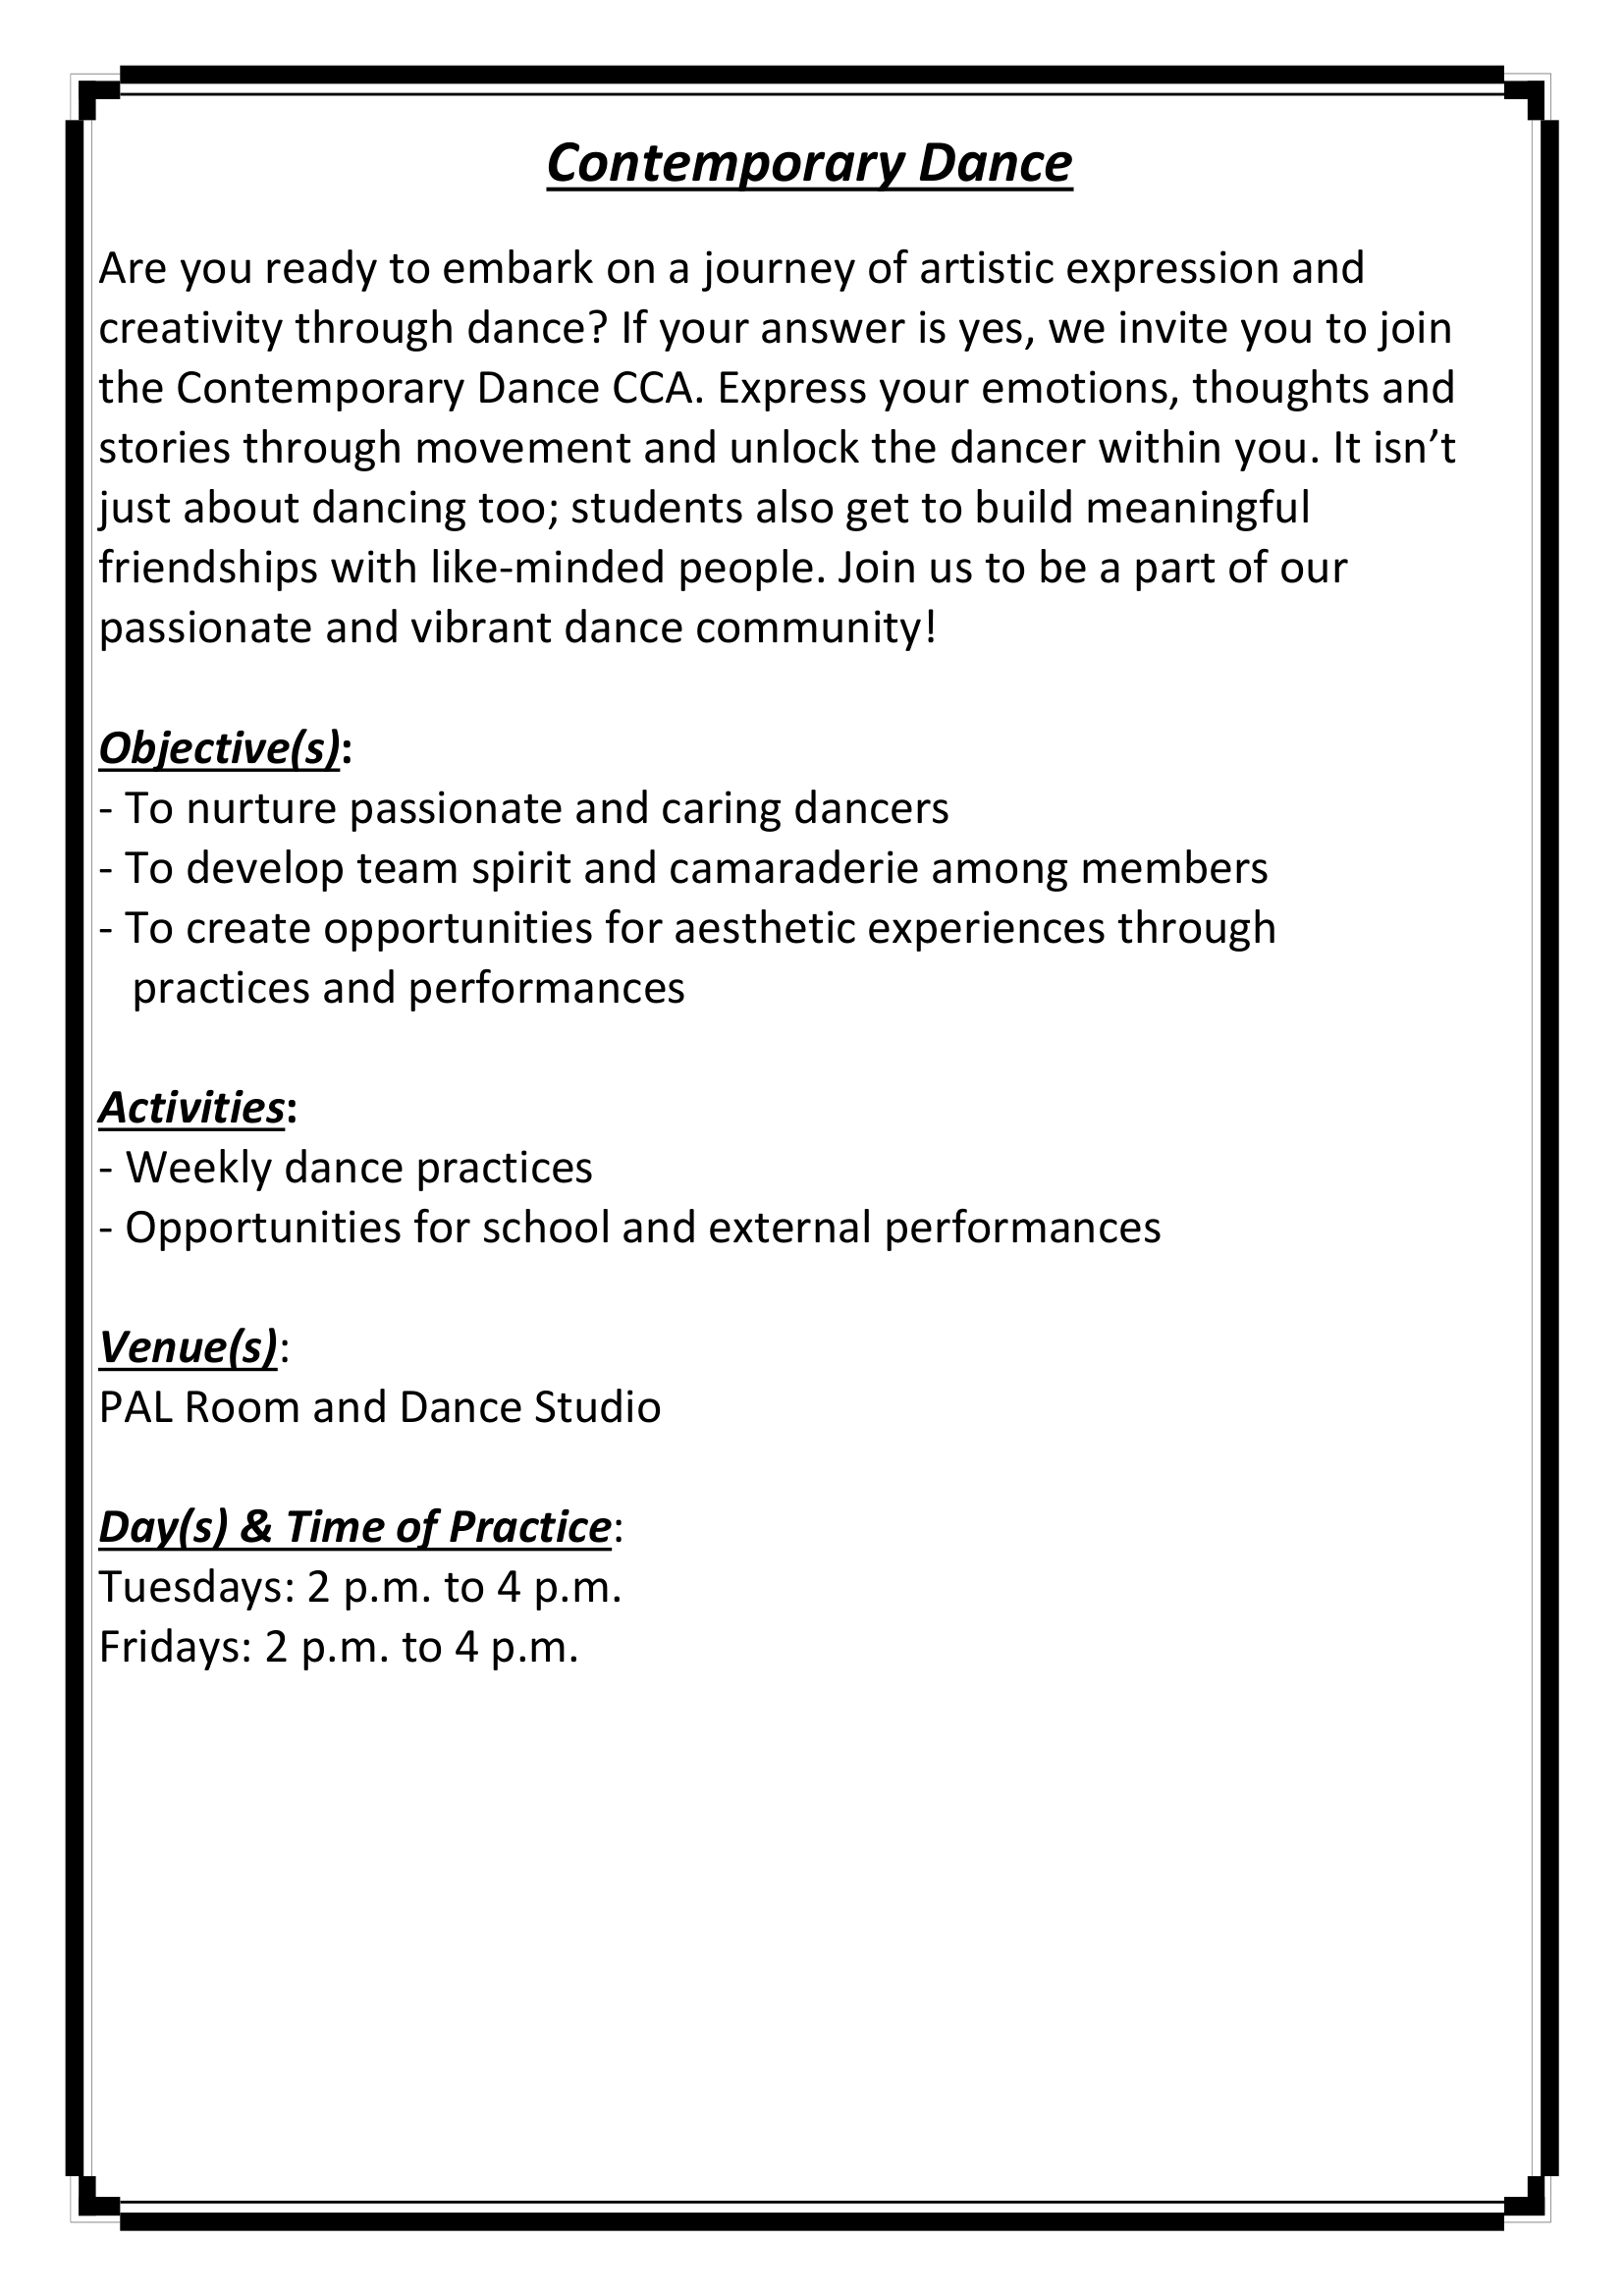 Contemporary Dance
Are you ready to embark on a journey of artistic expression and
creativity through dance? If your answer is yes, we invite you to join
the Contemporary Dance CCA. Express your emotions, thoughts and
stories through movement and unlock the dancer within you. It isn’t
just about dancing too; students also get to build meaningful
friendships with like-minded people. Join us to be a part of our
passionate and vibrant dance community!
Objective(s):
- To nurture passionate and caring dancers
- To develop team spirit and camaraderie among members
- To create opportunities for aesthetic experiences through
practices and performances
Activities:
- Weekly dance practices
- Opportunities for school and external performances
Venue(s):
PAL Room and Dance Studio
Day(s) & Time of Practice:
Tuesdays: 2 p.m. to 4 p.m.
Fridays: 2 p.m. to 4 p.m.